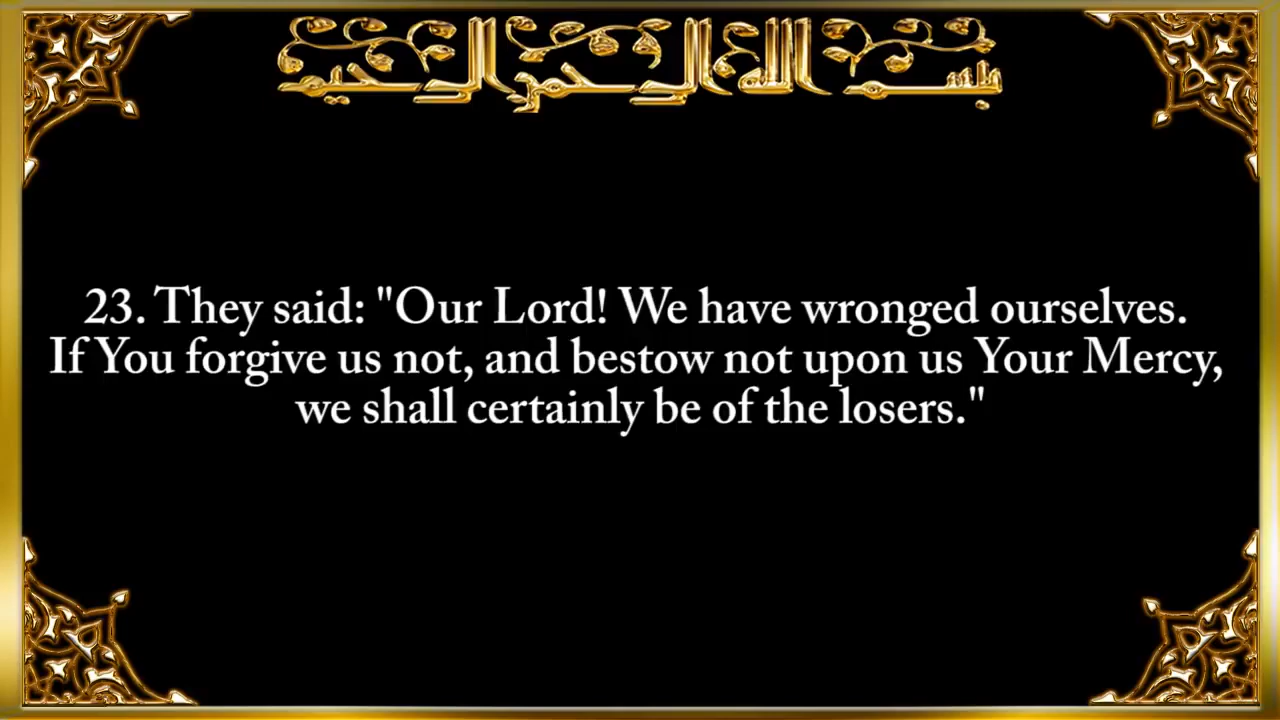 بسم الله الرحمن الرحيم
23. They said: "Our Lord! We have wronged ourselves.
If You forgive us not, and bestow not upon us Your Mercy,
we shall certainly be of the losers."